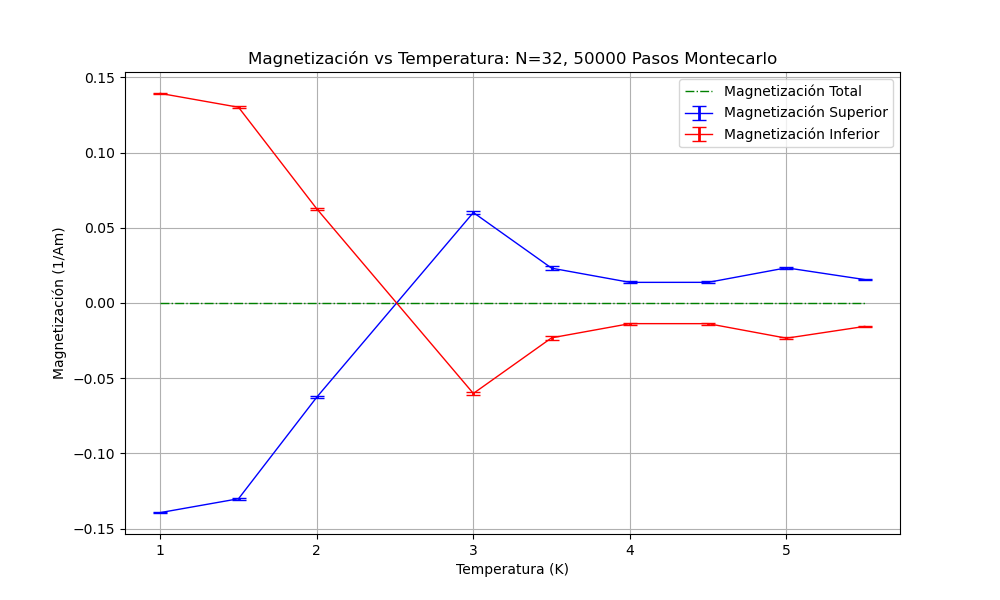 Magnetización vs Temperatura: N=32, 50000 Pasos Montecarlo
Magnetización Total
Magnetización Superior
Magnetización Inferior
Magnetización (1/Am)
0.15
0.10
0.05
0.00
−0.05
−0.10
−0.15
1 2 3 4 5
Temperatura (K)